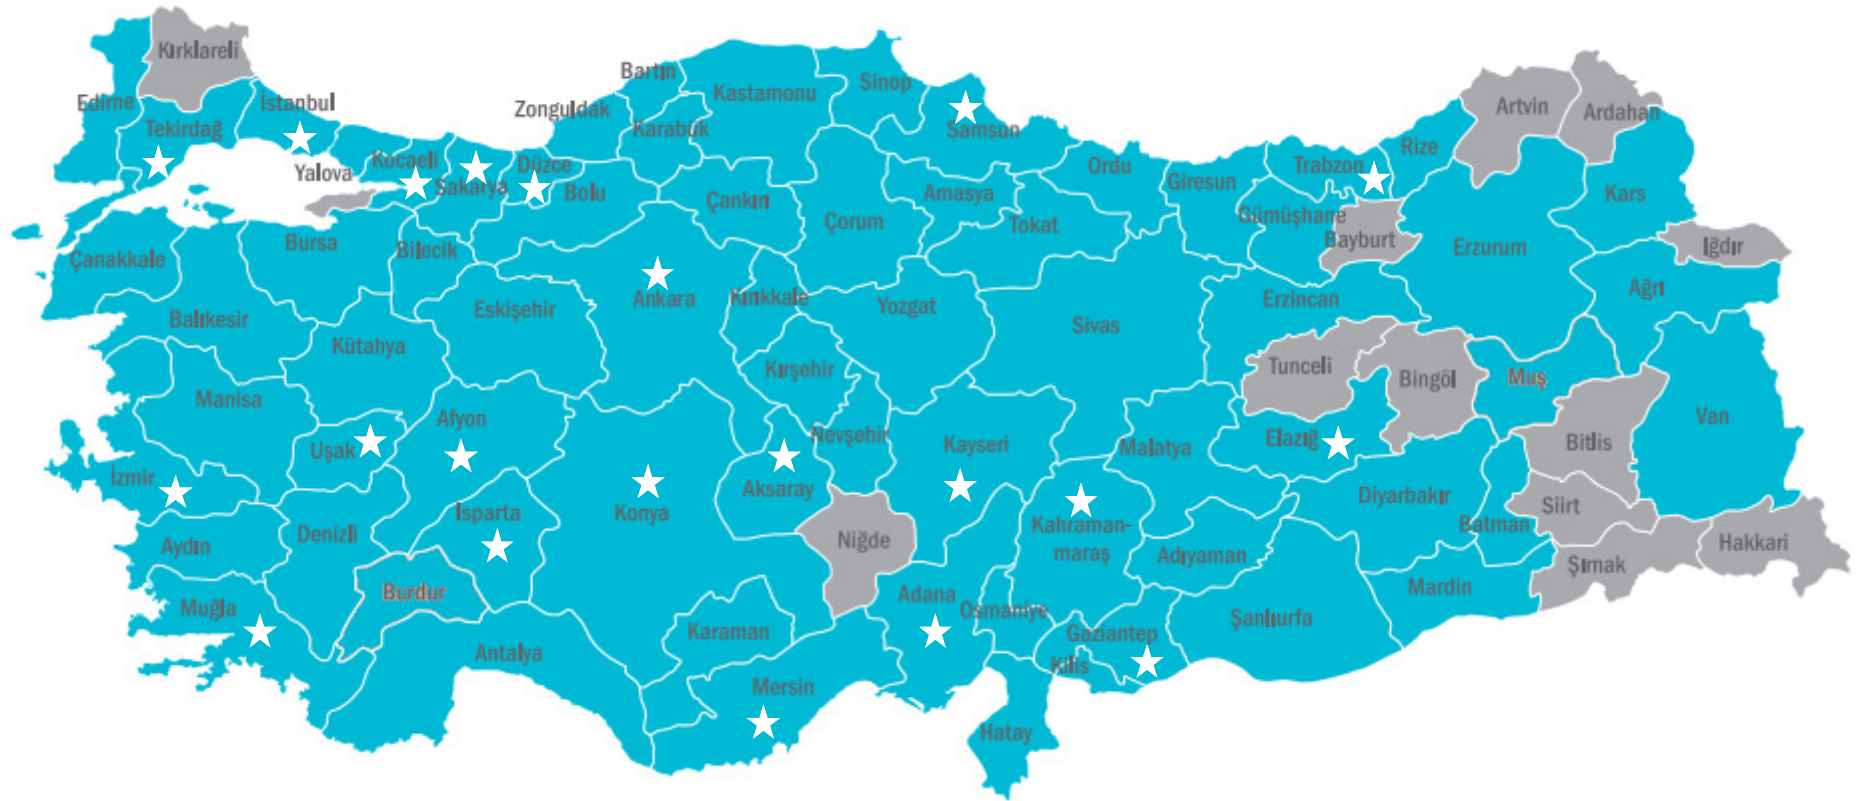 Kırklareli
Edirne
İstanbul
Tekirdağ
Yalova
Kocaeli
Sakarya
Düzce
Bolu
Zonguldak
Bartın
Karabük
Kastamonu
Sinop
Samsun
Çankırı
Çorum
Amasya
Tokat
Ordu
Giresun
Trabzon
Rize
Artvin
Ardahan
Kars
Gümüşhane
Bayburt
Erzurum
Iğdır
Ağrı
Çanakkale
Bursa
Bilecik
Balıkesir
Kütahya
Eskişehir
Ankara
Kırıkkale
Yozgat
Sivas
Erzincan
Kırşehir
Tunceli
Bingöl
Muş
Manisa
Uşak
Afyon
Nevşehir
Kayseri
Malatya
Elazığ
Bitlis
Van
İzmir
Aksaray
Konya
Isparta
Denizli
Aydın
Niğde
Kahraman-
maraş
Adıyaman
Diyarbakır
Batman
Siirt
Şırnak
Hakkari
Muğla
Burdur
Antalya
Karaman
Mersin
Adana
Osmaniye
Gaziantep
Kilis
Şanlıurfa
Mardin
Hatay